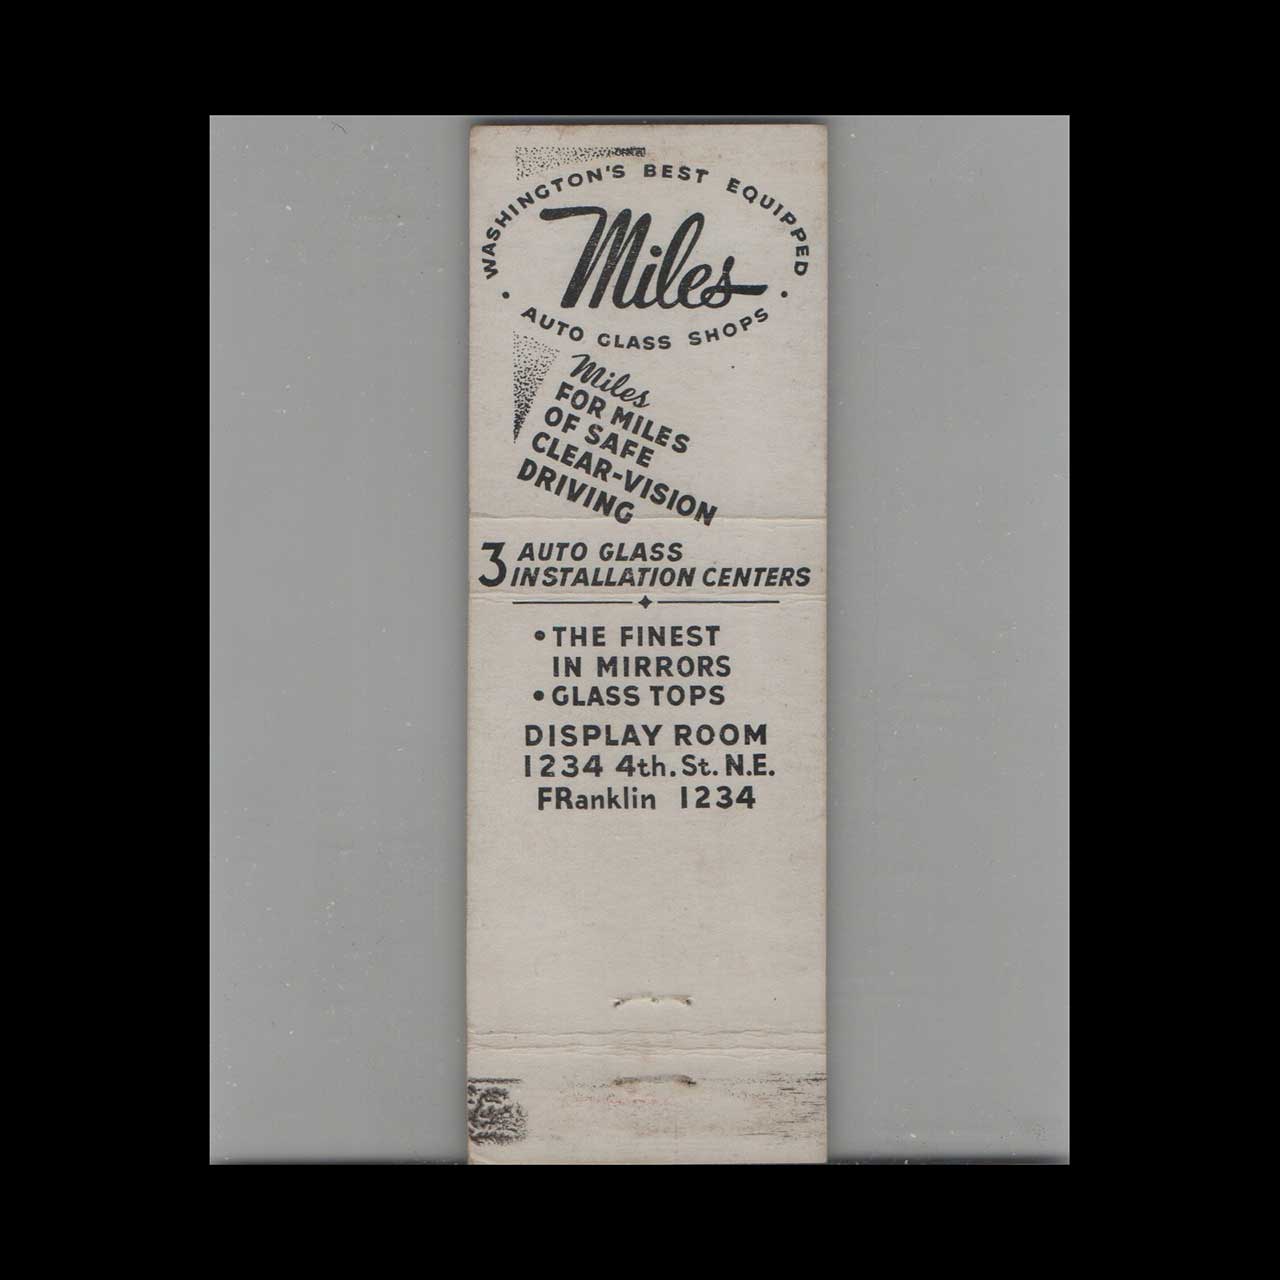 WASHINGTON'S BEST EQUIPPED
Miles
• AUTO GLASS SHOPS •
Miles
FOR MILES
OF SAFE
CLEAR-VISION
DRIVING
3 AUTO GLASS
INSTALLATION CENTERS
• THE FINEST
IN MIRRORS
• GLASS TOPS
DISPLAY ROOM
1234 4th. St. N.E.
FRanklin 1234